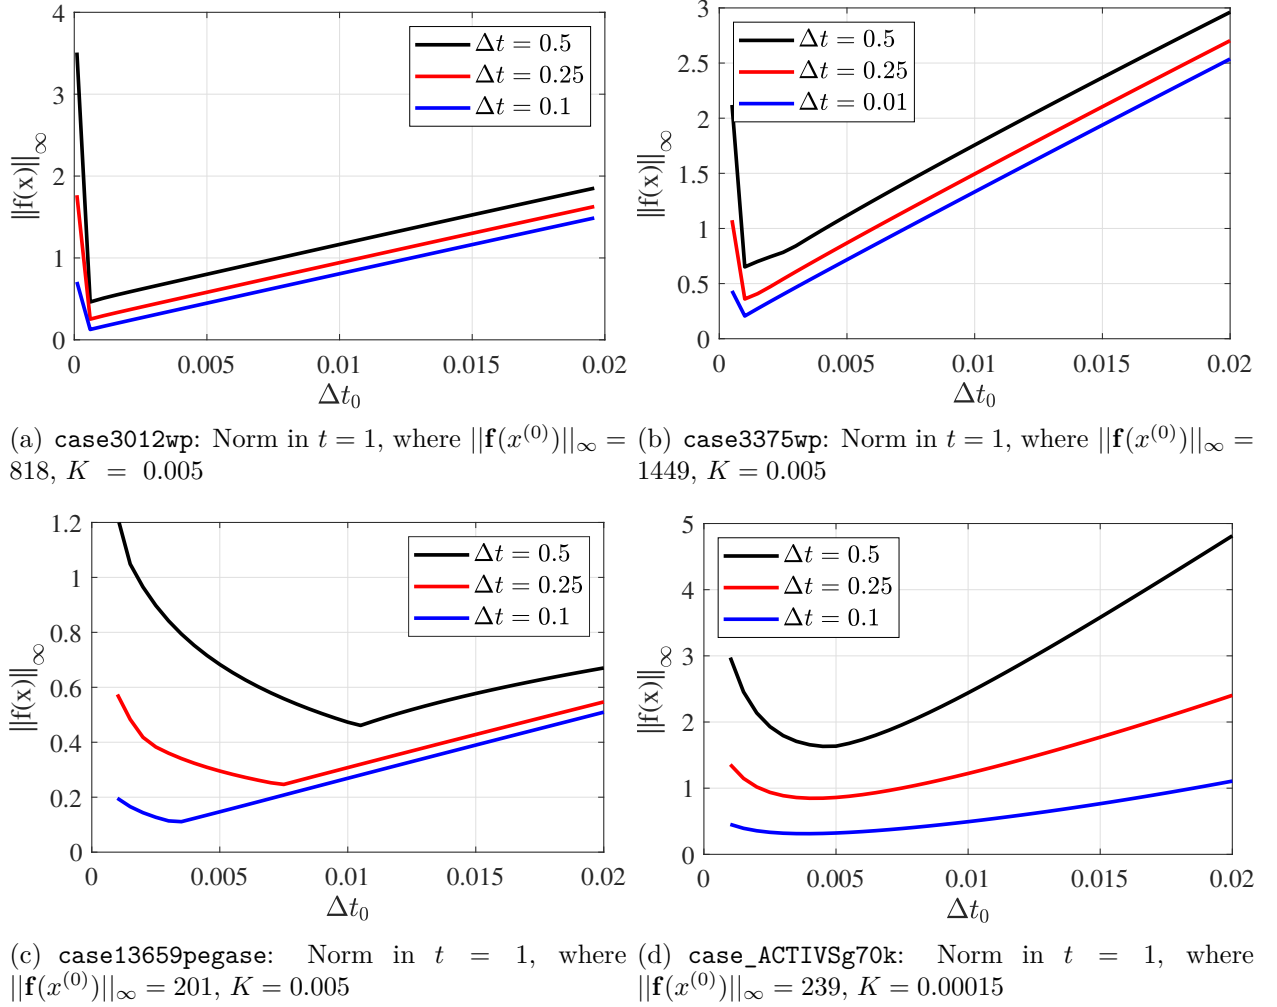 4
3
2
1
0
||f(x)||∞
Δt = 0.5
Δt = 0.25
Δt = 0.1
0 0.005 0.01 0.015 0.02
Δt₀
3
2.5
2
1.5
1
0.5
0
||f(x)||∞
Δt = 0.5
Δt = 0.25
Δt = 0.01
0 0.005 0.01 0.015 0.02
Δt₀
(a) case3012wp: Norm in t = 1, where ||f(x⁽⁰⁾)||∞ =
818, K = 0.005
(b) case3375wp: Norm in t = 1, where ||f(x⁽⁰⁾)||∞ =
1449, K = 0.005
1.2
1
0.8
0.6
0.4
0.2
0
||f(x)||∞
Δt = 0.5
Δt = 0.25
Δt = 0.1
0 0.005 0.01 0.015 0.02
Δt₀
5
4
3
2
1
0
||f(x)||∞
Δt = 0.5
Δt = 0.25
Δt = 0.1
0 0.005 0.01 0.015 0.02
Δt₀
(c) case13659pegase: Norm in t = 1, where
||f(x⁽⁰⁾)||∞ = 201, K = 0.005
(d) case_ACTIVSg70k: Norm in t = 1, where
||f(x⁽⁰⁾)||∞ = 239, K = 0.00015